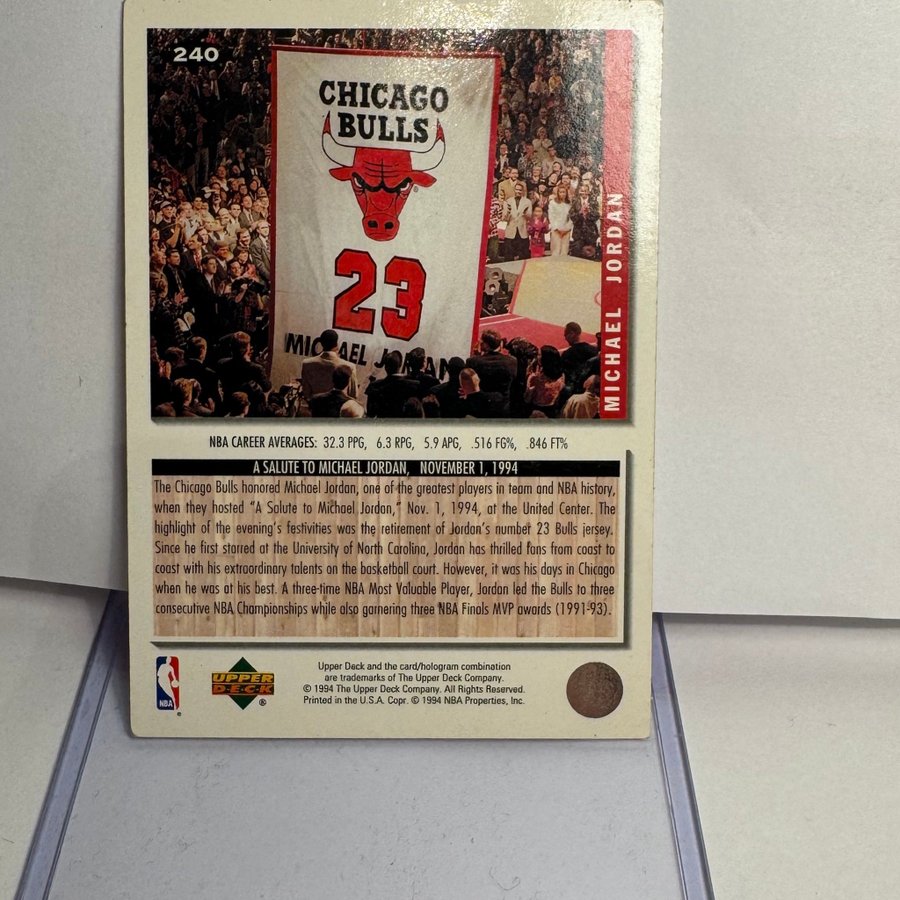 240
CHICAGO
BULLS
23
MICHAEL JORDAN
MICHAEL JORDAN
NBA CAREER AVERAGES: 32.3 PPG, 6.3 RPG, 5.9 APG, .516 FG%, .846 FT%
A SALUTE TO MICHAEL JORDAN, NOVEMBER 1, 1994
The Chicago Bulls honored Michael Jordan, one of the greatest players in team and NBA history,
when they hosted "A Salute to Michael Jordan," Nov. 1, 1994, at the United Center. The
highlight of the evening's festivities was the retirement of Jordan's number 23 Bulls jersey.
Since he first starred at the University of North Carolina, Jordan has thrilled fans from coast to
coast with his extraordinary talents on the basketball court. However, it was his days in Chicago
when he was at his best. A three-time NBA Most Valuable Player, Jordan led the Bulls to three
consecutive NBA Championships while also garnering three NBA Finals MVP awards (1991-93).
NBA
®
UPPER
DECK
®
Upper Deck and the card/hologram combination
are trademarks of The Upper Deck Company.
© 1994 The Upper Deck Company. All Rights Reserved.
Printed in the U.S.A. Copr. © 1994 NBA Properties, Inc.